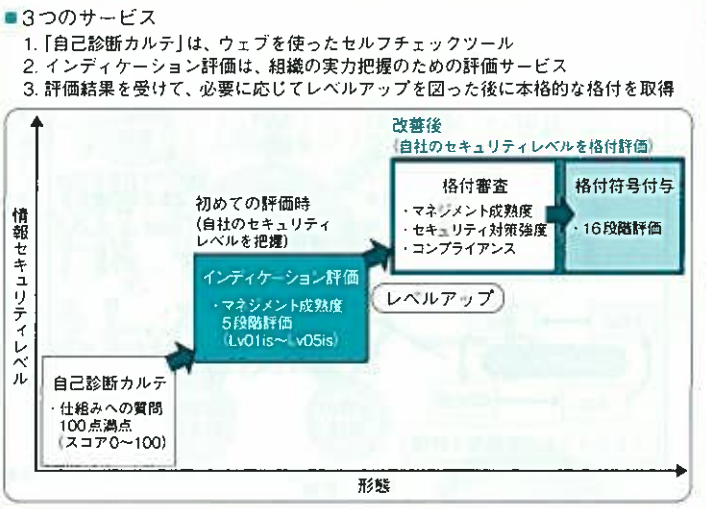 ■3つのサービス
1.「自己診断カルテ」は、ウェブを使ったセルフチェックツール
2. インディケーション評価は、組織の実力把握のための評価サービス
3. 評価結果を受けて、必要に応じてレベルアップを図った後に本格的な格付を取得
改善後
(自社のセキュリティレベルを格付評価)
格付審査
・マネジメント成熟度
・セキュリティ対策強度
・コンプライアンス
格付符号付与
・16段階評価
初めての評価時
(自社のセキュリティ
レベルを把握)
インディケーション評価
・マネジメント成熟度
5段階評価
(Lv01is～Lv05is)
レベルアップ
自己診断カルテ
・仕組みへの質問
100点満点
(スコア0～100)
情報セキュリティレベル
形態